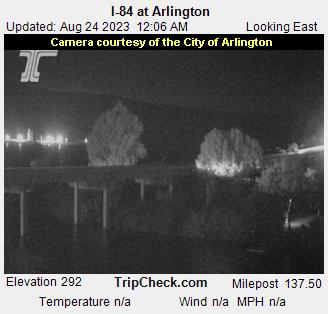 I-84 at Arlington
Updated: Aug 24 2023 12:06 AM Looking East
Camera courtesy of the City of Arlington
Elevation 292 TripCheck.com Milepost 137.50
Temperature n/a Wind n/a MPH n/a